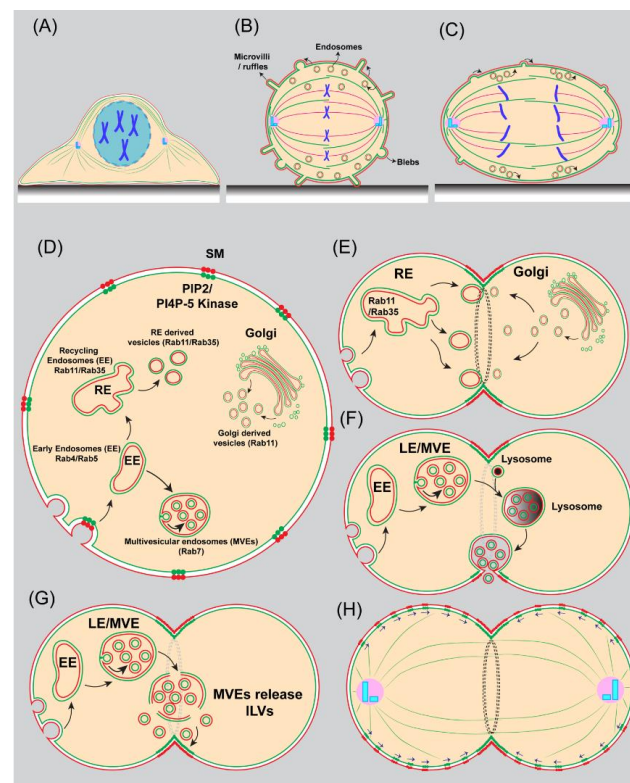 (A)
(B)
Endosomes
Microvilli
/ ruffles
Blebs
(C)
(D)
SM
PIP2/
PI4P-5 Kinase
Recycling
Endosomes (EE)
Rab11/Rab35
RE
RE derived
vesicles (Rab11/Rab35)
Golgi
Golgi derived
vesicles (Rab11)
Early Endosomes (EE)
Rab4/Rab5
EE
Multivesicular endosomes (MVEs)
(Rab7)
(E)
RE
Golgi
Rab11
/Rab35
(F)
LE/MVE
Lysosome
EE
Lysosome
(G)
LE/MVE
EE
MVEs release
ILVs
(H)